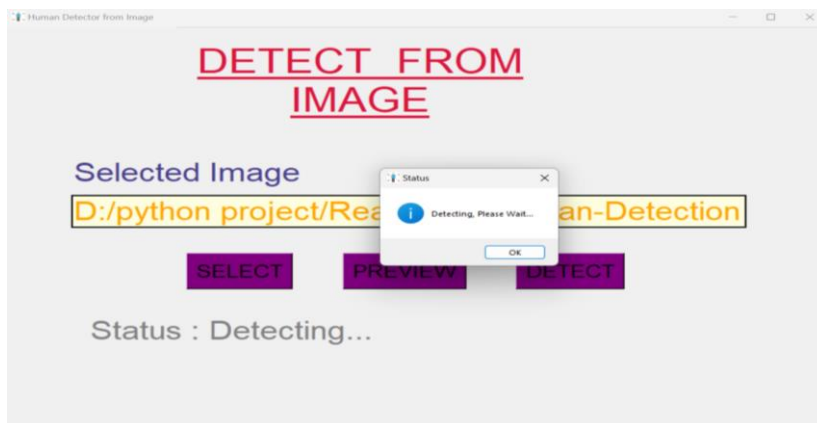 Human Detector from Image
DETECT FROM
IMAGE
Selected Image
Status
D:/python project/Rea an-Detection
Detecting, Please Wait...
OK
SELECT PREVIEW DETECT
Status : Detecting...